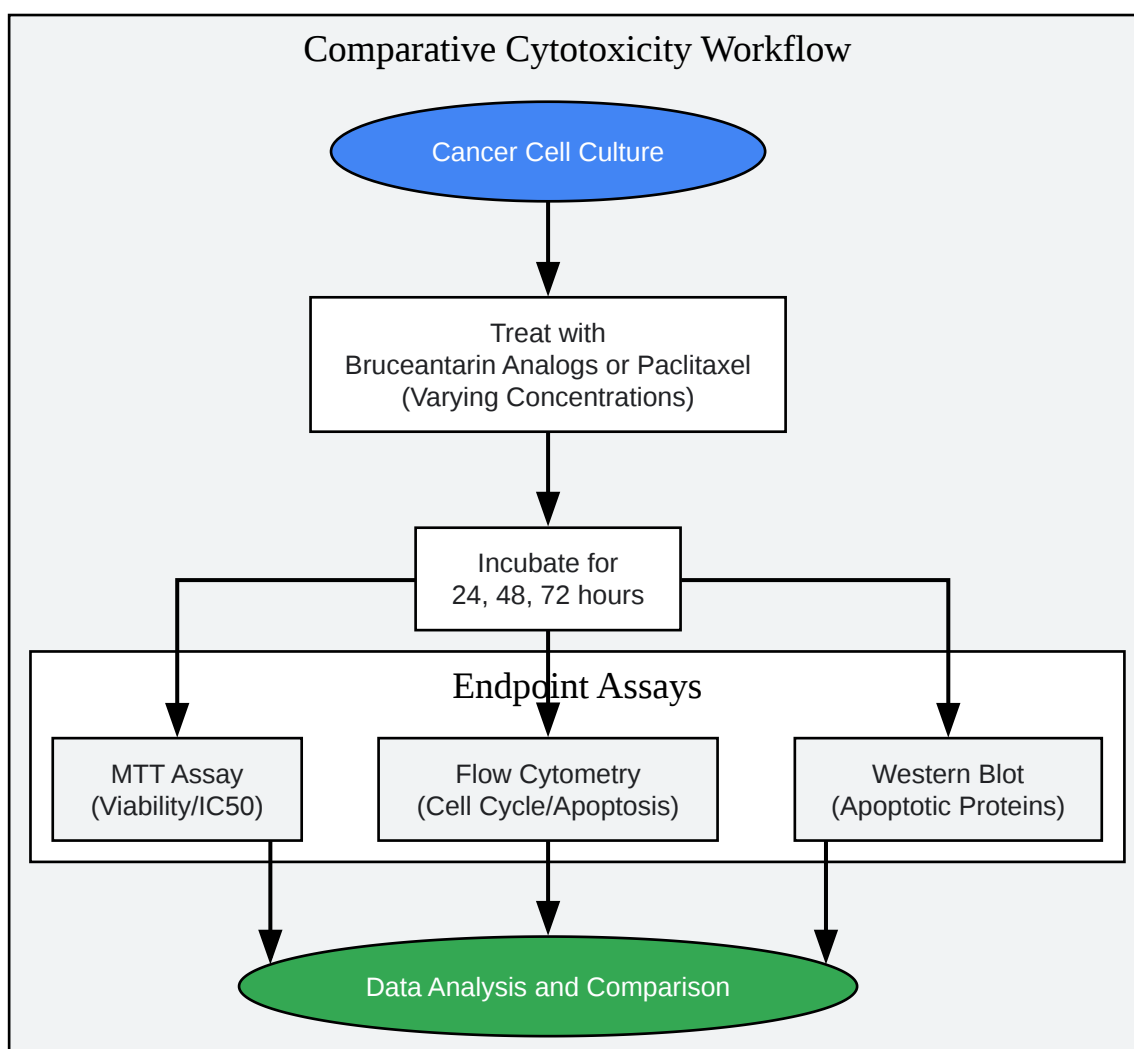 Comparative Cytotoxicity Workflow
Cancer Cell Culture
Treat with
Bruceantarin Analogs or Paclitaxel
(Varying Concentrations)
Incubate for
24, 48, 72 hours
Endpoint Assays
MTT Assay
(Viability/IC50)
Flow Cytometry
(Cell Cycle/Apoptosis)
Western Blot
(Apoptotic Proteins)
Data Analysis and Comparison